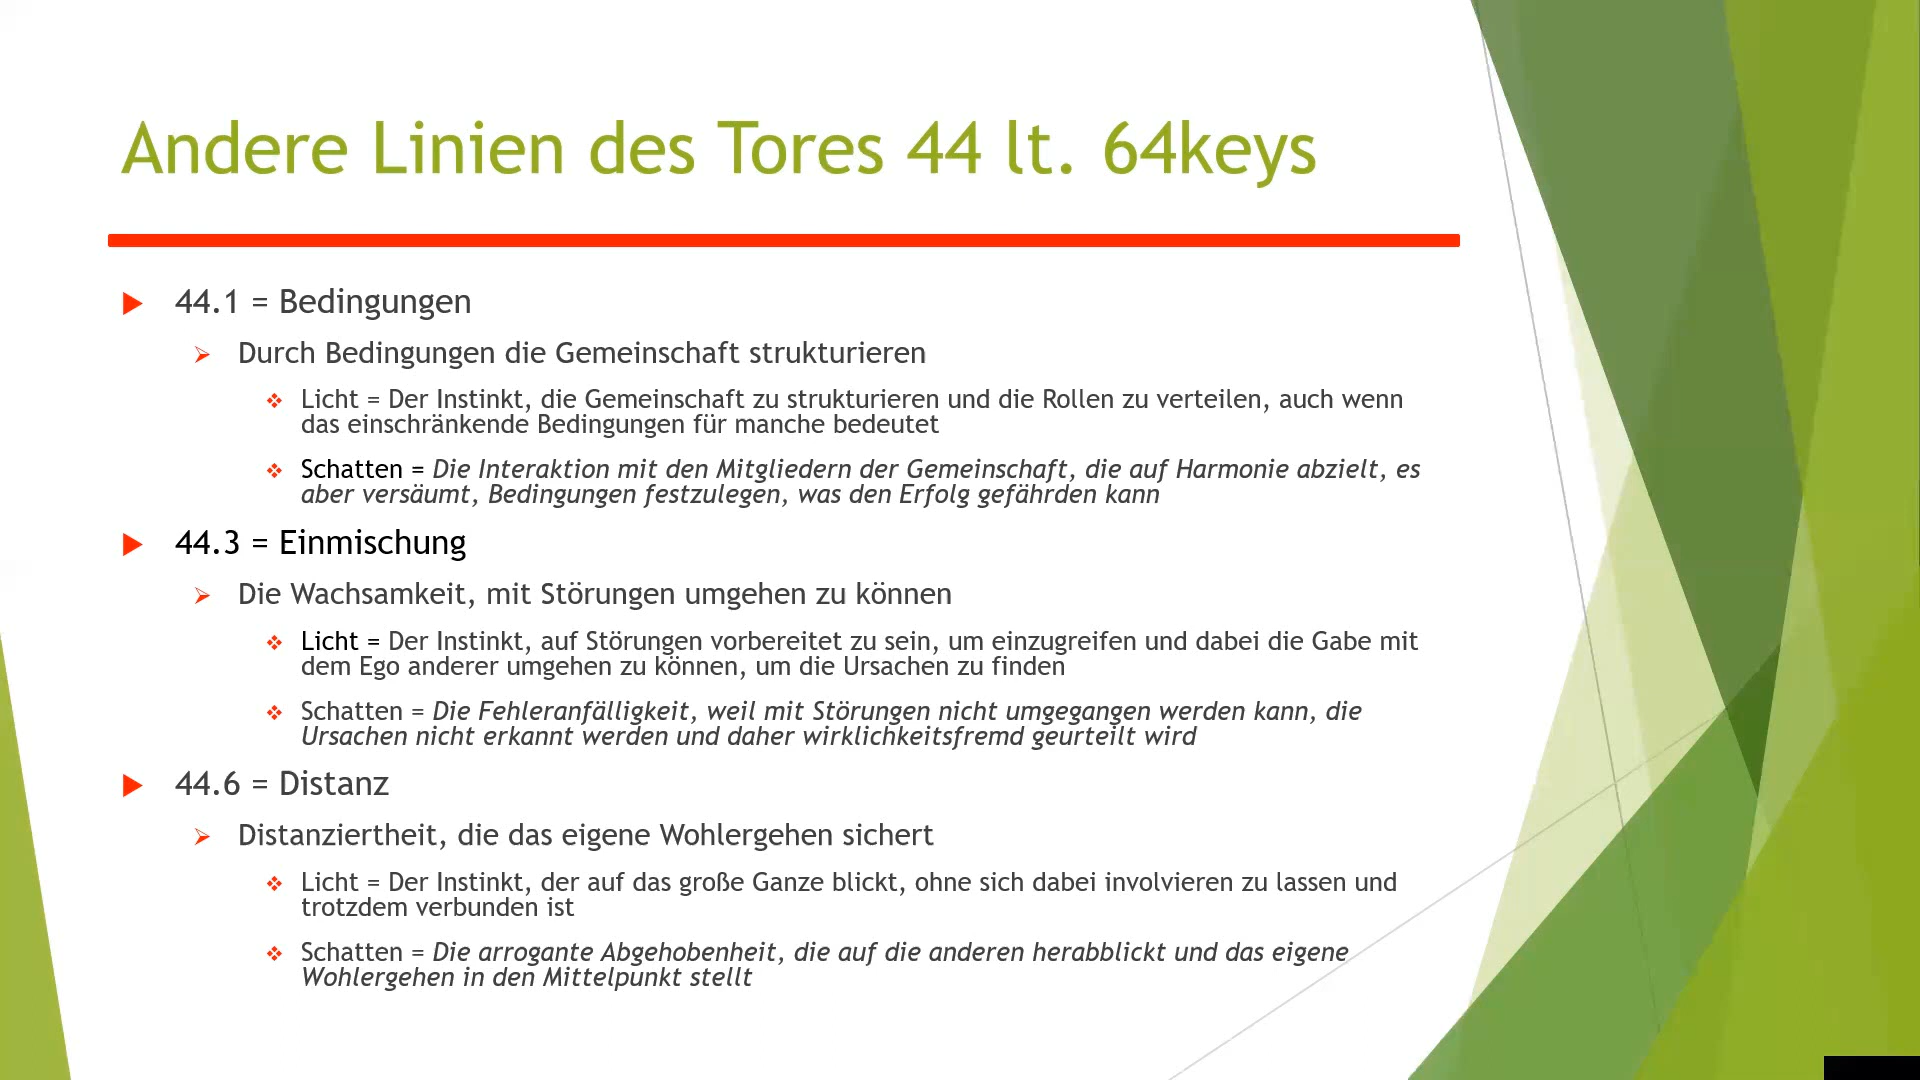 Andere Linien des Tores 44 lt. 64keys
44.1 = Bedingungen
Durch Bedingungen die Gemeinschaft strukturieren
Licht = Der Instinkt, die Gemeinschaft zu strukturieren und die Rollen zu verteilen, auch wenn
das einschränkende Bedingungen für manche bedeutet
Schatten = Die Interaktion mit den Mitgliedern der Gemeinschaft, die auf Harmonie abzielt, es
aber versäumt, Bedingungen festzulegen, was den Erfolg gefährden kann
44.3 = Einmischung
Die Wachsamkeit, mit Störungen umgehen zu können
Licht = Der Instinkt, auf Störungen vorbereitet zu sein, um einzugreifen und dabei die Gabe mit
dem Ego anderer umgehen zu können, um die Ursachen zu finden
Schatten = Die Fehleranfälligkeit, weil mit Störungen nicht umgegangen werden kann, die
Ursachen nicht erkannt werden und daher wirklichkeitsfremd geurteilt wird
44.6 = Distanz
Distanziertheit, die das eigene Wohlergehen sichert
Licht = Der Instinkt, der auf das große Ganze blickt, ohne sich dabei involvieren zu lassen und
trotzdem verbunden ist
Schatten = Die arrogante Abgehobenheit, die auf die anderen herabblickt und das eigene
Wohlergehen in den Mittelpunkt stellt